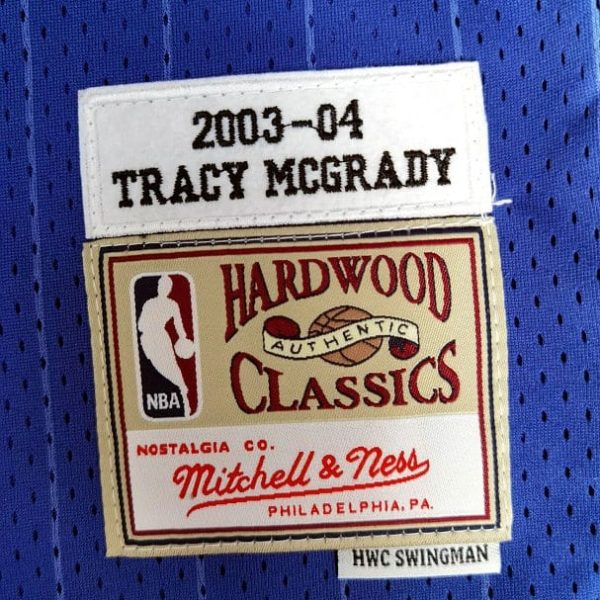 2003-04
TRACY MCGRADY
HARDWOOD
AUTHENTIC
CLASSICS
NBA
NOSTALGIA CO.
Mitchell & Ness
PHILADELPHIA, PA.
HWC SWINGMAN